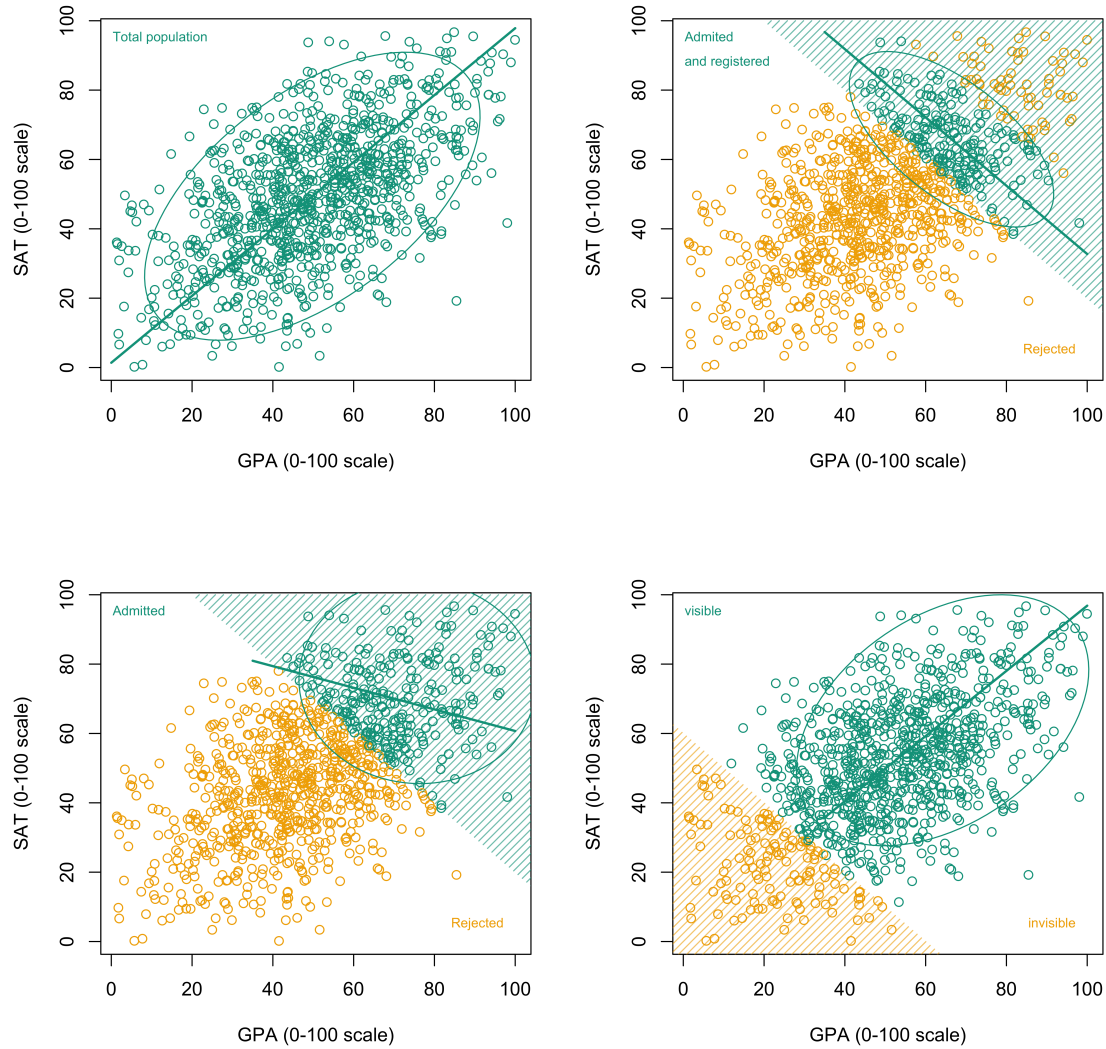 Total population
100
80
60
40
20
0
SAT (0-100 scale)
0 20 40 60 80 100
GPA (0-100 scale)
Admited
and registered
100
80
60
40
20
0
SAT (0-100 scale)
Rejected
0 20 40 60 80 100
GPA (0-100 scale)
Admitted
100
80
60
40
20
0
SAT (0-100 scale)
Rejected
0 20 40 60 80 100
GPA (0-100 scale)
visible
100
80
60
40
20
0
SAT (0-100 scale)
invisible
0 20 40 60 80 100
GPA (0-100 scale)